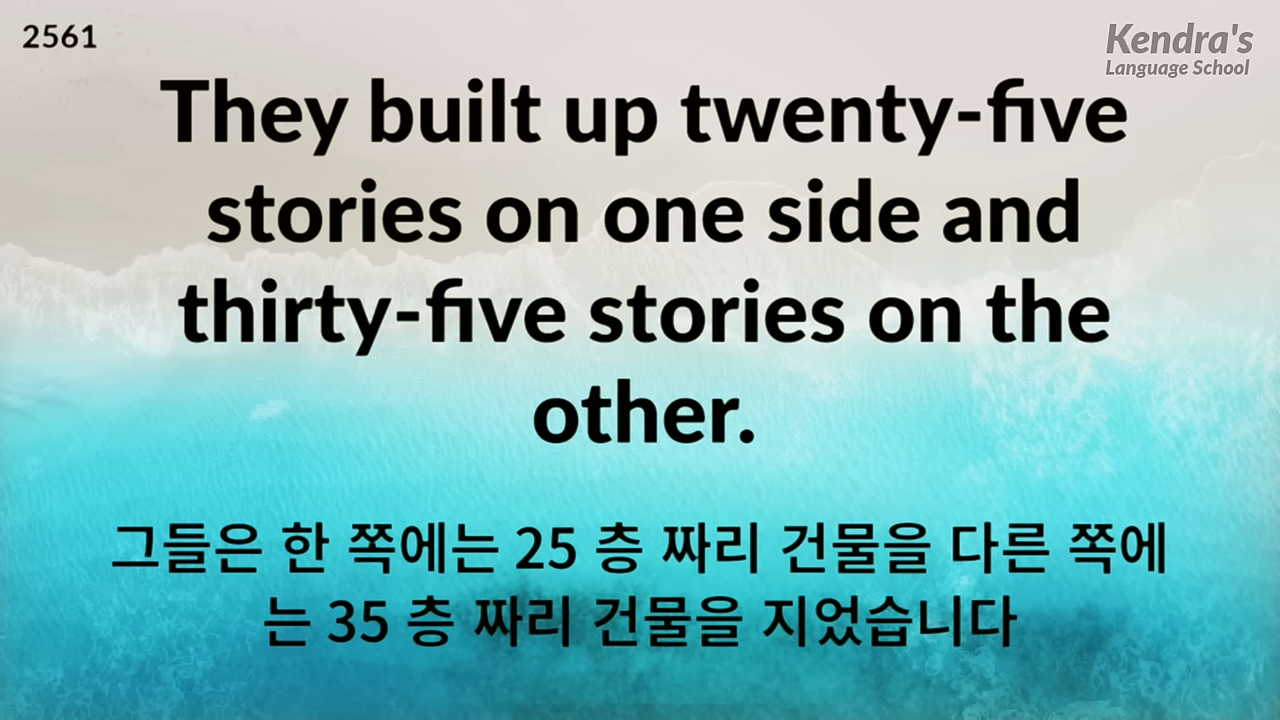 2561
Kendra's
Language School
They built up twenty-five
stories on one side and
thirty-five stories on the
other.
그들은 한 쪽에는 25 층 짜리 건물을 다른 쪽에
는 35 층 짜리 건물을 지었습니다